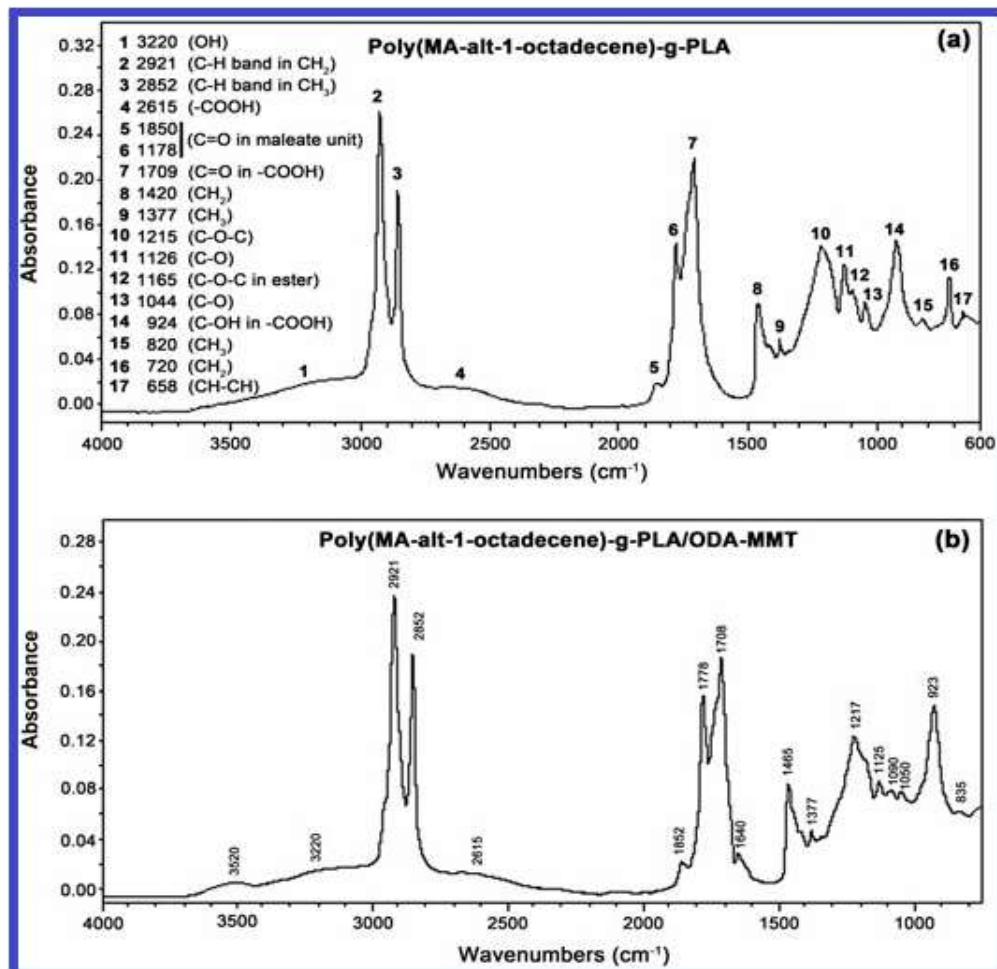 (a)
Poly(MA-alt-1-octadecene)-g-PLA
1 3220 (OH)
2 2921 (C-H band in CH₂)
3 2852 (C-H band in CH₃)
4 2615 (-COOH)
5 1850
6 1178 (C=O in maleate unit)
7 1709 (C=O in -COOH)
8 1420 (CH₂)
9 1377 (CH₃)
10 1215 (C-O-C)
11 1126 (C-O)
12 1165 (C-O-C in ester)
13 1044 (C-O)
14 924 (C-OH in -COOH)
15 820 (CH₃)
16 720 (CH₂)
17 658 (CH-CH)
Absorbance
0.32
0.28
0.24
0.20
0.16
0.12
0.08
0.04
0.00
1
2
3
4
5
6
7
8
9
10
11
12
13
14
15
16
17
4000 3500 3000 2500 2000 1500 1000 600
Wavenumbers (cm⁻¹)
(b)
Poly(MA-alt-1-octadecene)-g-PLA/ODA-MMT
Absorbance
0.28
0.24
0.20
0.16
0.12
0.08
0.04
0.00
3520
3220
2921
2852
2615
1852
1778
1708
1640
1465
1377
1217
1125
1090
1050
923
835
4000 3500 3000 2500 2000 1500 1000
Wavenumbers (cm⁻¹)